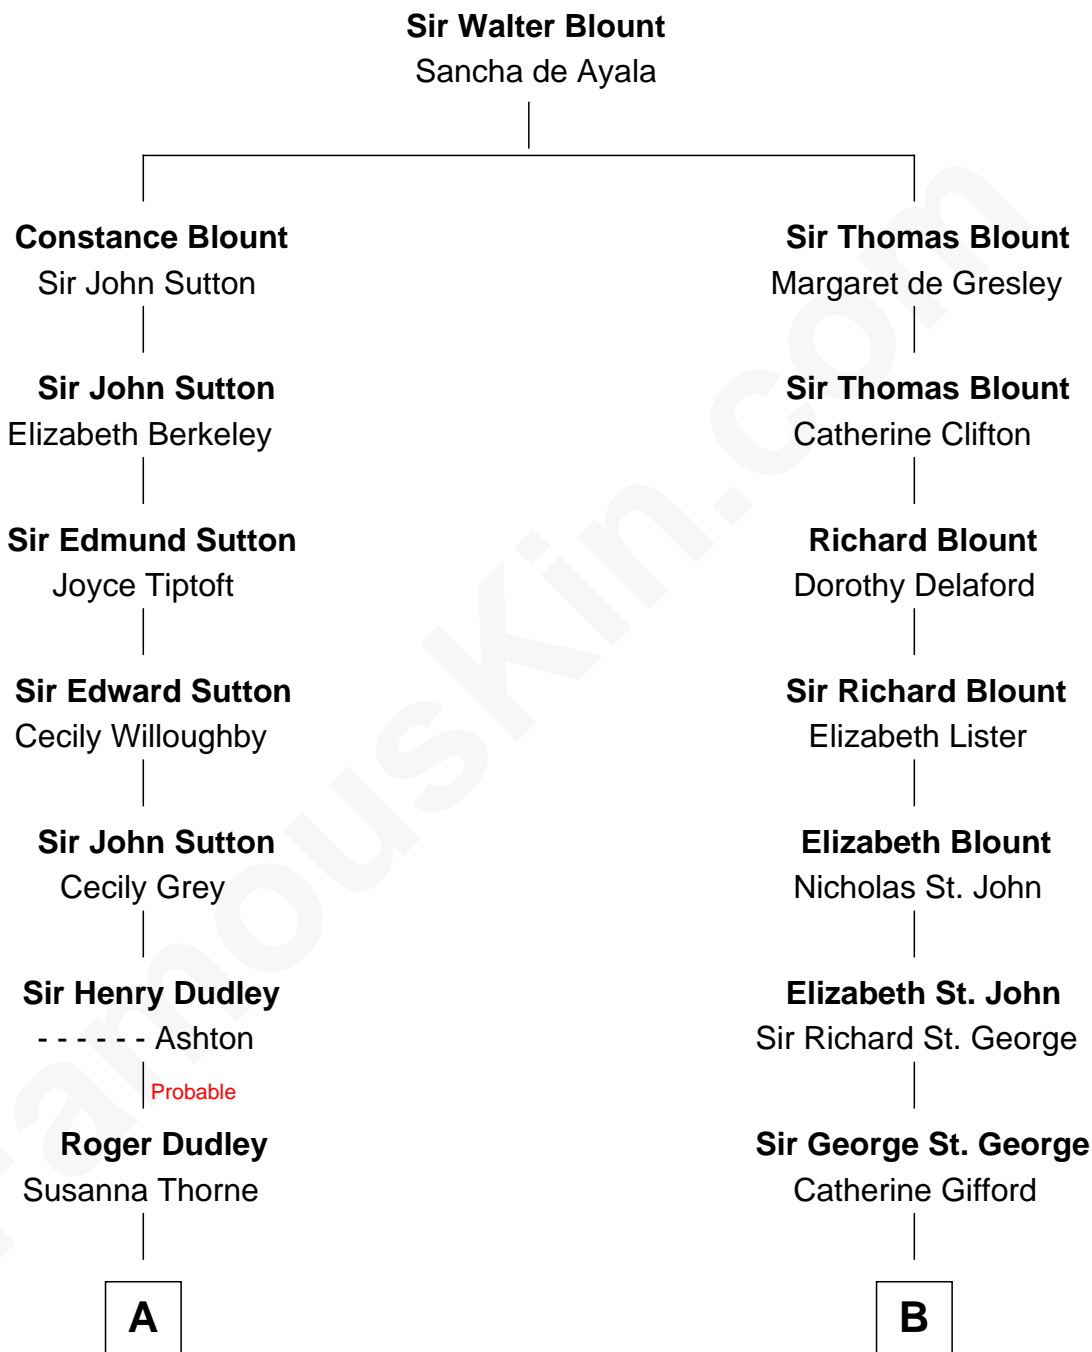 Sir Walter Blount
Sancha de Ayala
Constance Blount
Sir John Sutton
Sir Thomas Blount
Margaret de Gresley
Sir John Sutton
Elizabeth Berkeley
Sir Thomas Blount
Catherine Clifton
Sir Edmund Sutton
Joyce Tiptoft
Richard Blount
Dorothy Delaford
Sir Edward Sutton
Cecily Willoughby
Sir Richard Blount
Elizabeth Lister
Sir John Sutton
Cecily Grey
Elizabeth Blount
Nicholas St. John
Sir Henry Dudley
- - - - - - Ashton
Probable
Elizabeth St. John
Sir Richard St. George
Roger Dudley
Susanna Thorne
Sir George St. George
Catherine Gifford
A
B
FamousKin.com